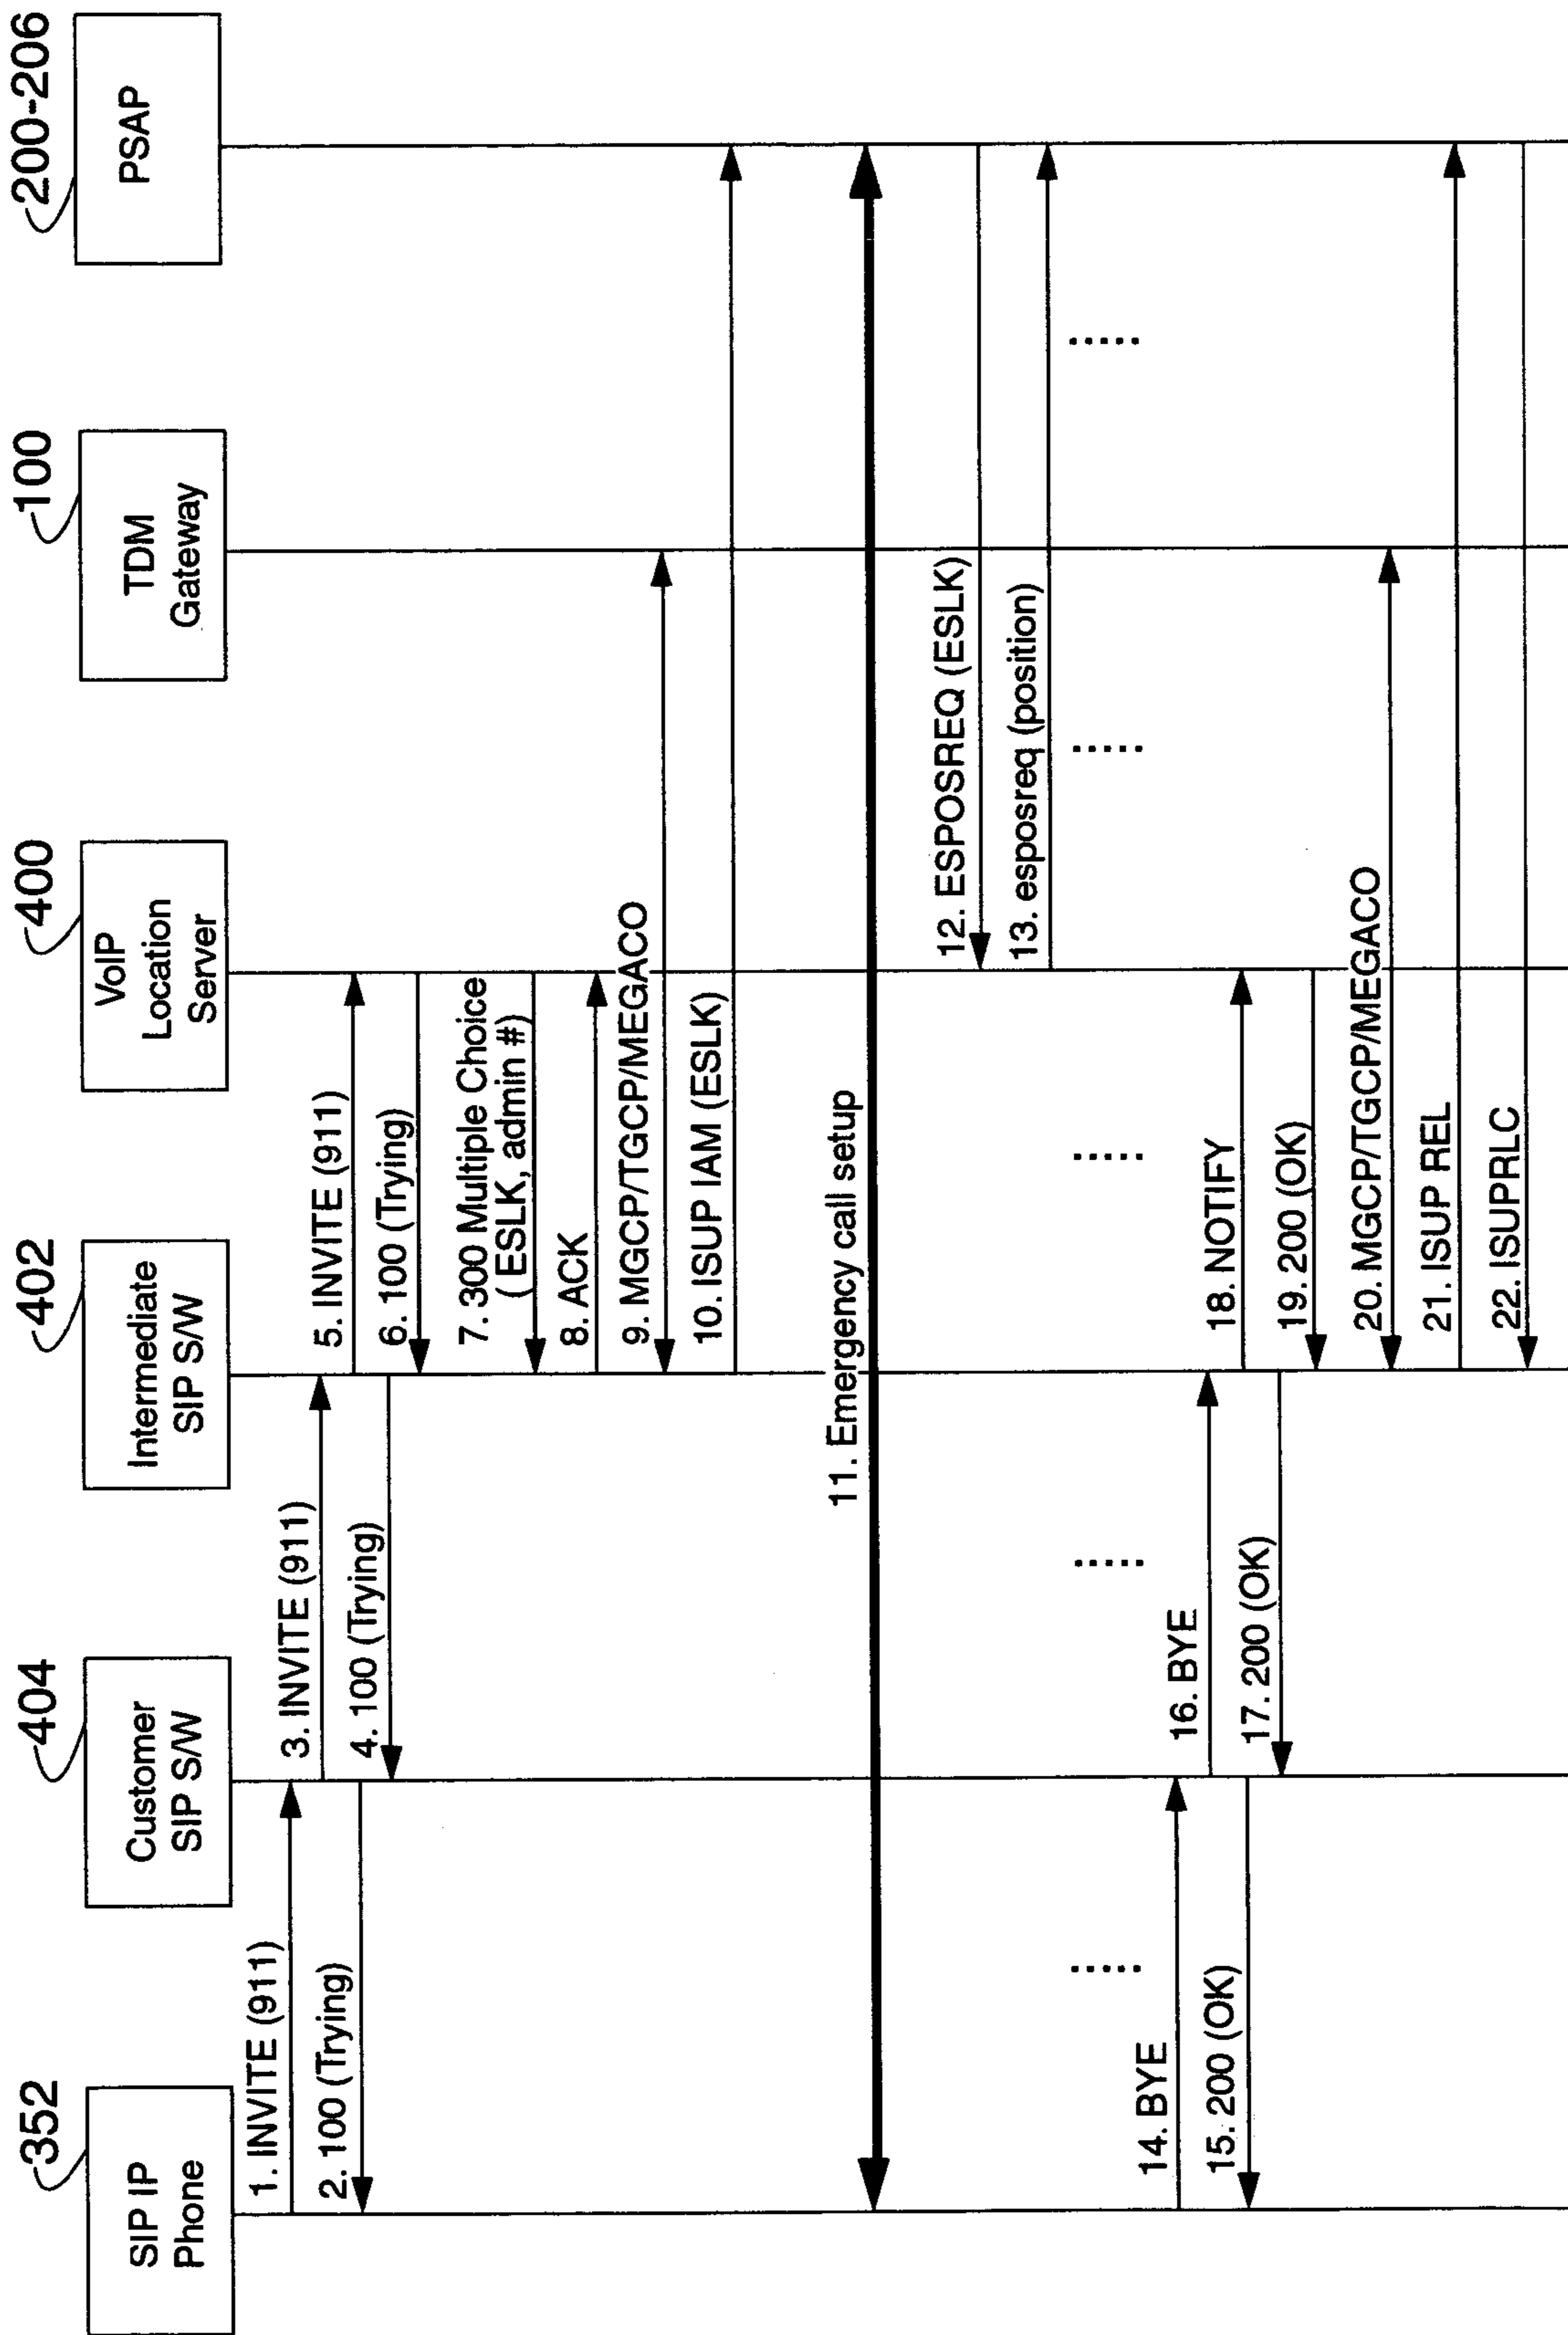 352
404
402
400
100
200-206
SIP IP
Phone
Customer
SIP S/W
Intermediate
SIP S/W
VoIP
Location
Server
TDM
Gateway
PSAP
1. INVITE (911)
2. 100 (Trying)
3. INVITE (911)
4. 100 (Trying)
5. INVITE (911)
6. 100 (Trying)
7. 300 Multiple Choice
( ESLK, admin #)
8. ACK
9. MGCP/TGCP/MEGACO
10. ISUP IAM (ESLK)
11. Emergency call setup
12. ESPOSREQ (ESLK)
13. esposreq (position)
.....
.....
.....
.....
.....
14. BYE
15. 200 (OK)
16. BYE
17. 200 (OK)
18. NOTIFY
19. 200 (OK)
20. MGCP/TGCP/MEGACO
21. ISUP REL
22. ISUPRLC